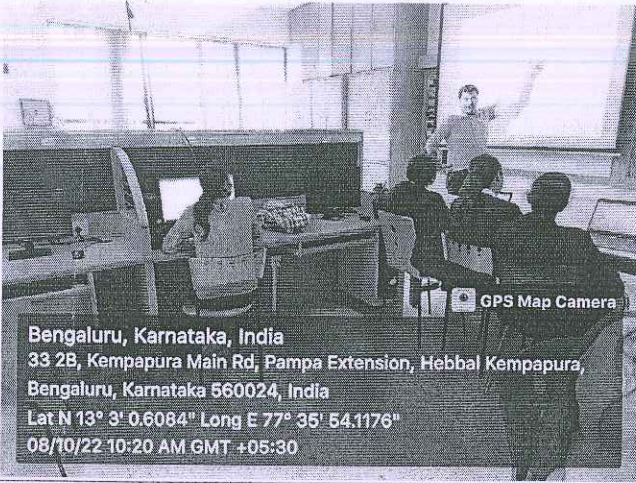 GPS Map Camera
Bengaluru, Karnataka, India
33 2B, Kempapura Main Rd, Pampa Extension, Hebbal Kempapura,
Bengaluru, Karnataka 560024, India
Lat N 13° 3' 0.6084" Long E 77° 35' 54.1176"
08/10/22 10:20 AM GMT +05:30